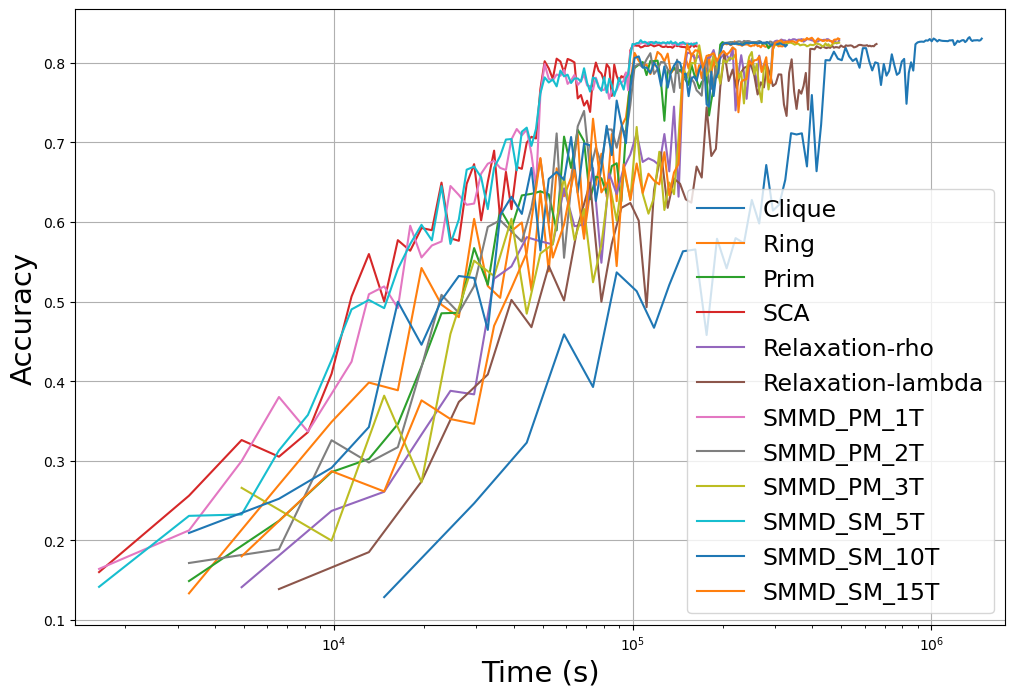 Accuracy
0.8
0.7
0.6
0.5
0.4
0.3
0.2
0.1
Clique
Ring
Prim
SCA
Relaxation-rho
Relaxation-lambda
SMMD_PM_1T
SMMD_PM_2T
SMMD_PM_3T
SMMD_SM_5T
SMMD_SM_10T
SMMD_SM_15T
10⁴ 10⁵ 10⁶
Time (s)